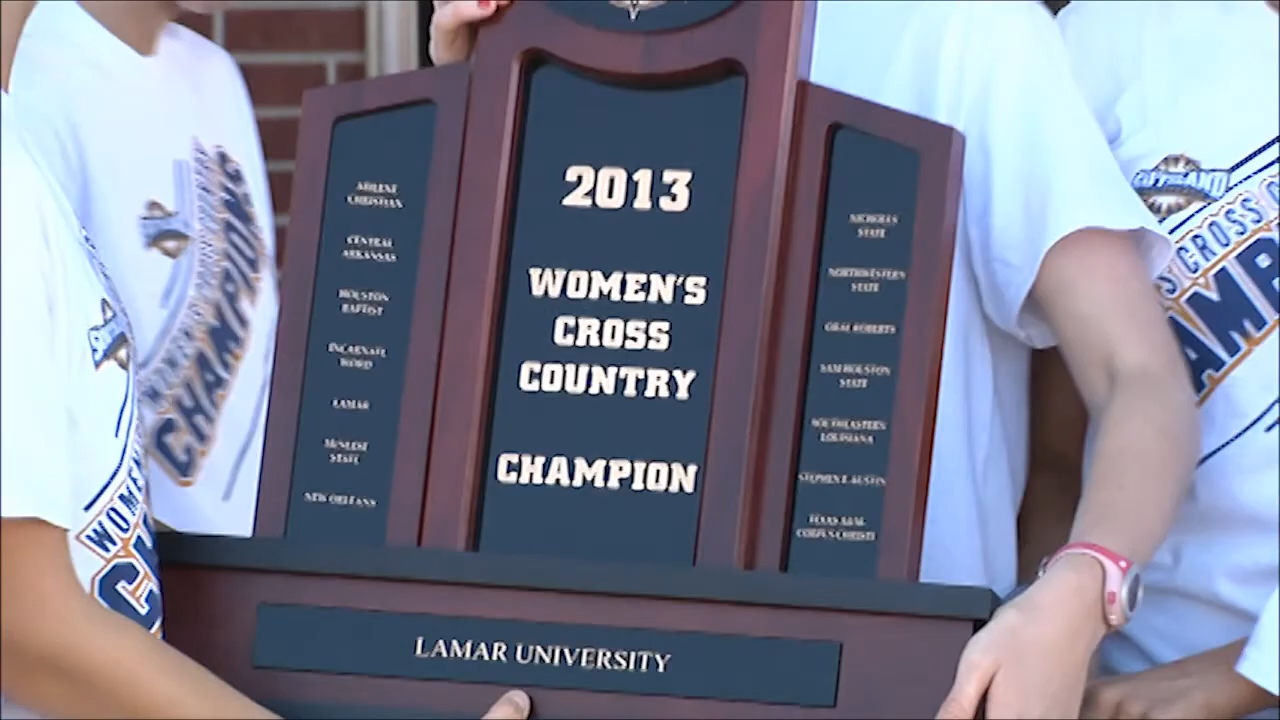 2013
WOMEN'S
CROSS
COUNTRY
CHAMPION
ABILENE
CHRISTIAN
CENTRAL
ARKANSAS
HOUSTON
BAPTIST
INCARNATE
WORD
LAMAR
McNEESE
STATE
NEW ORLEANS
NICHOLLS
STATE
NORTHWESTERN
STATE
ORAL ROBERTS
SAM HOUSTON
STATE
SOUTHEASTERN
LOUISIANA
STEPHEN F. AUSTIN
TEXAS A&M
CORPUS CHRISTI
LAMAR UNIVERSITY
CHAMPIONS
CROSS